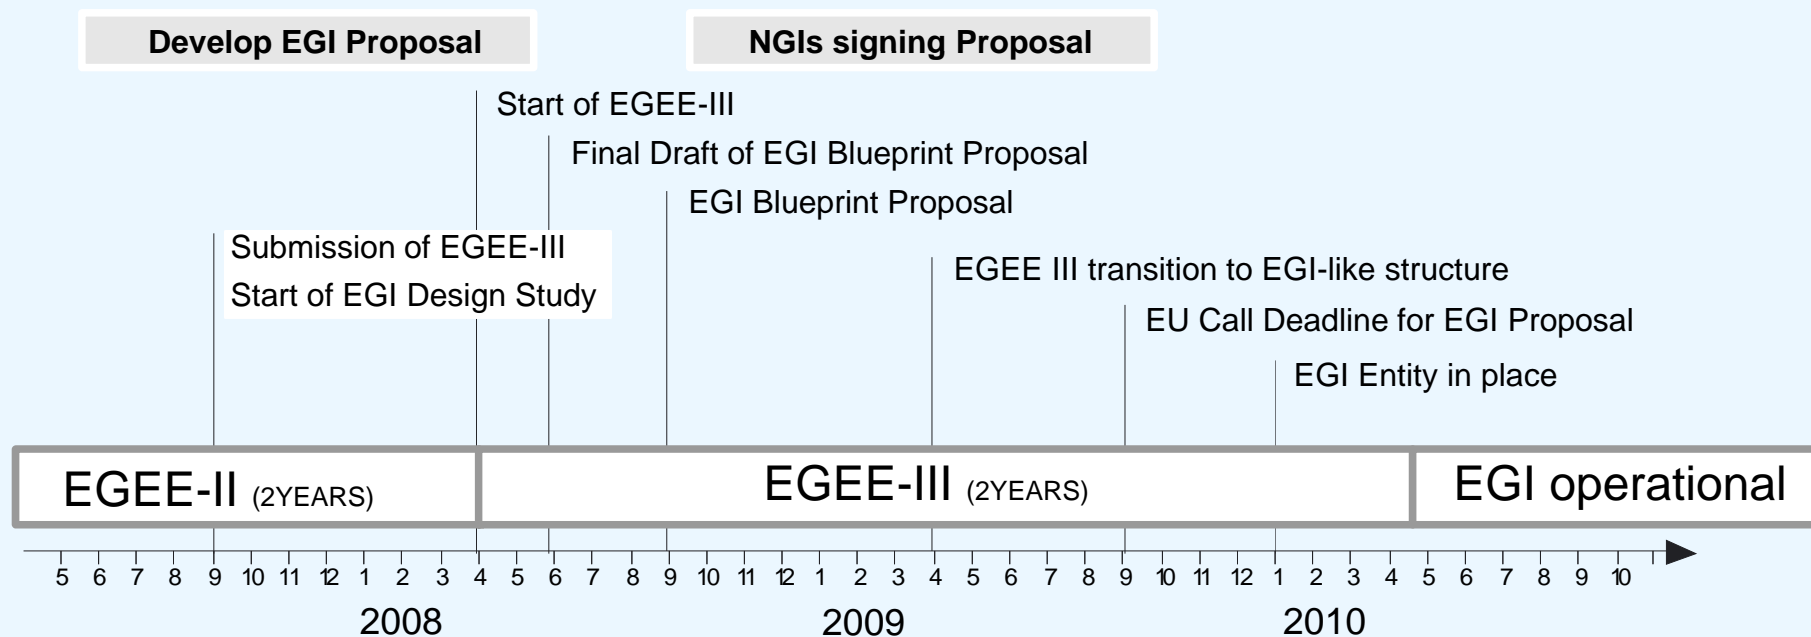 Develop EGI Proposal
NGIs signing Proposal
Start of EGEE-III
Final Draft of EGI Blueprint Proposal
EGI Blueprint Proposal
Submission of EGEE-III
Start of EGI Design Study
EGEE III transition to EGI-like structure
EU Call Deadline for EGI Proposal
EGI Entity in place
EGEE-II (2YEARS)
EGEE-III (2YEARS)
EGI operational
5 6 7 8 9 10 11 12 1 2 3 4 5 6 7 8 9 10 11 12 1 2 3 4 5 6 7 8 9 10 11 12 1 2 3 4 5 6 7 8 9 10
2008 2009 2010